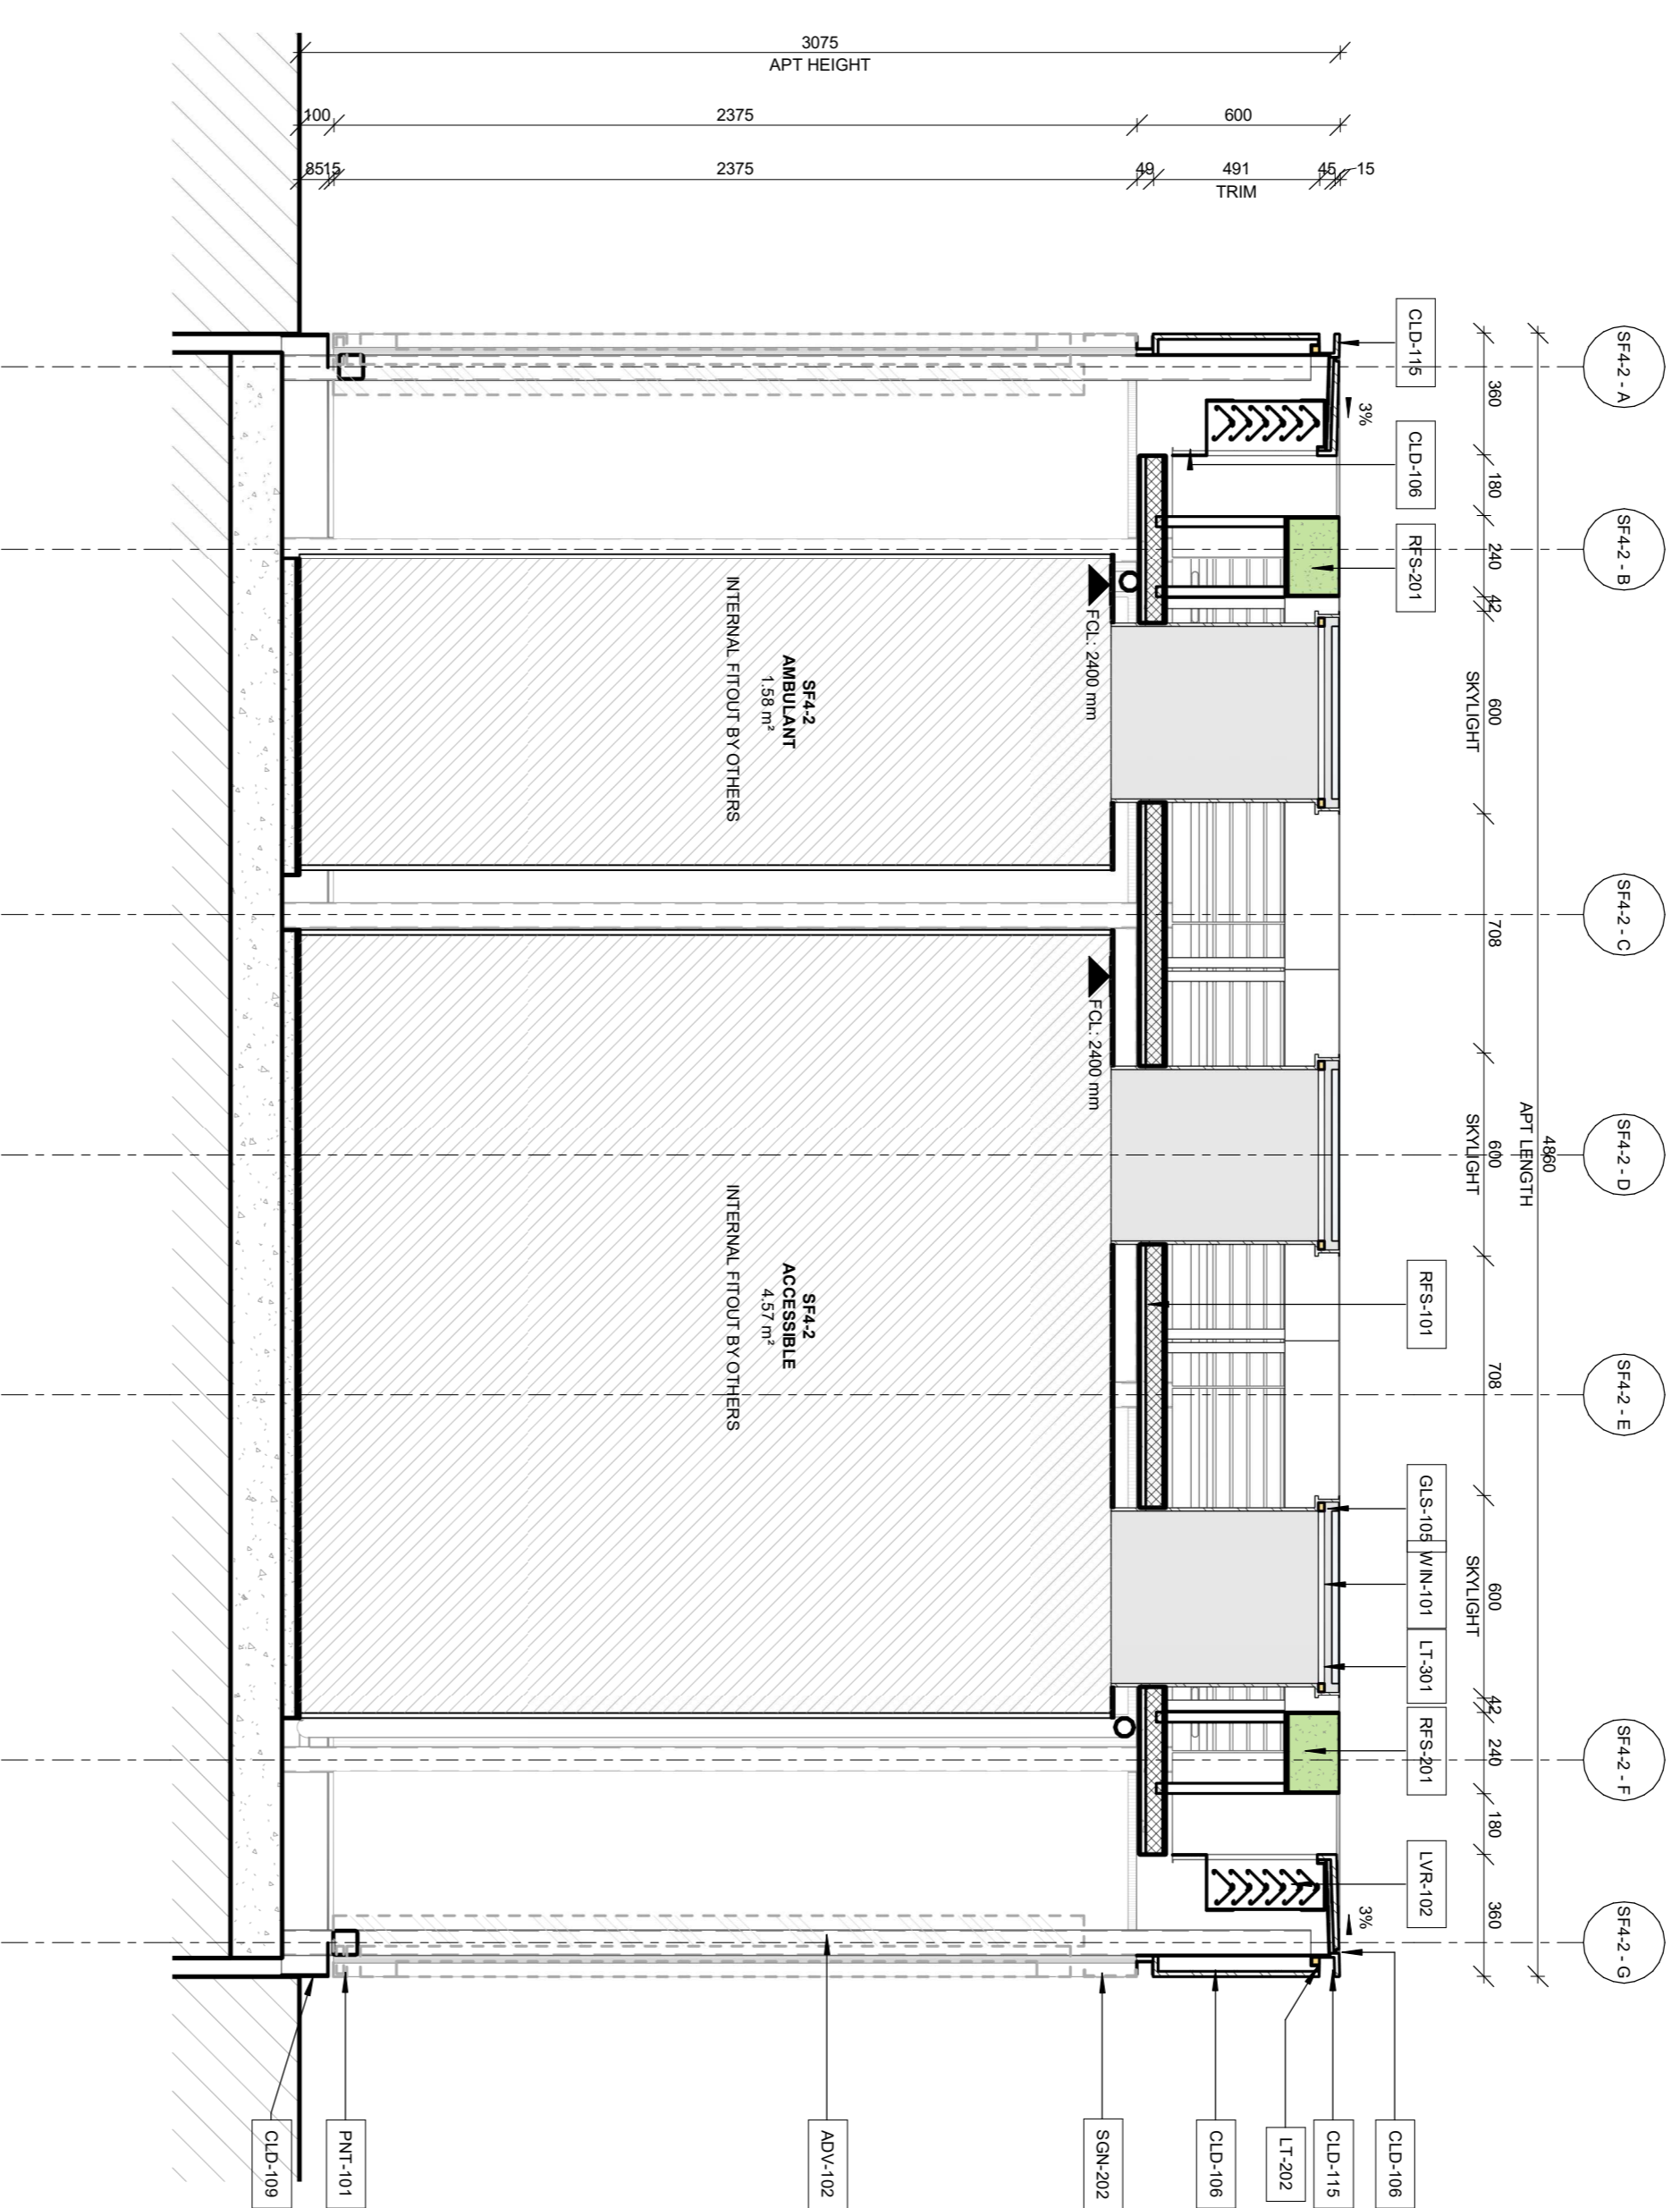 SF4-2 - A
SF4-2 - B
SF4-2 - C
SF4-2 - D
SF4-2 - E
SF4-2 - F
SF4-2 - G
4860
APT LENGTH
360
180
240
42
600
SKYLIGHT
708
600
SKYLIGHT
708
600
SKYLIGHT
42
240
180
360
CLD-115
CLD-106
RFS-201
RFS-101
GLS-105
WIN-101
LT-301
RFS-201
LVR-102
3%
3%
3075
APT HEIGHT
100
2375
600
85
15
2375
49
491
TRIM
45
15
FCL: 2400 mm
FCL: 2400 mm
SF4-2
AMBULANT
1.58 m²
INTERNAL FITOUT BY OTHERS
SF4-2
ACCESSIBLE
4.57 m²
INTERNAL FITOUT BY OTHERS
CLD-106
CLD-115
LT-202
CLD-106
SGN-202
ADV-102
PNT-101
CLD-109